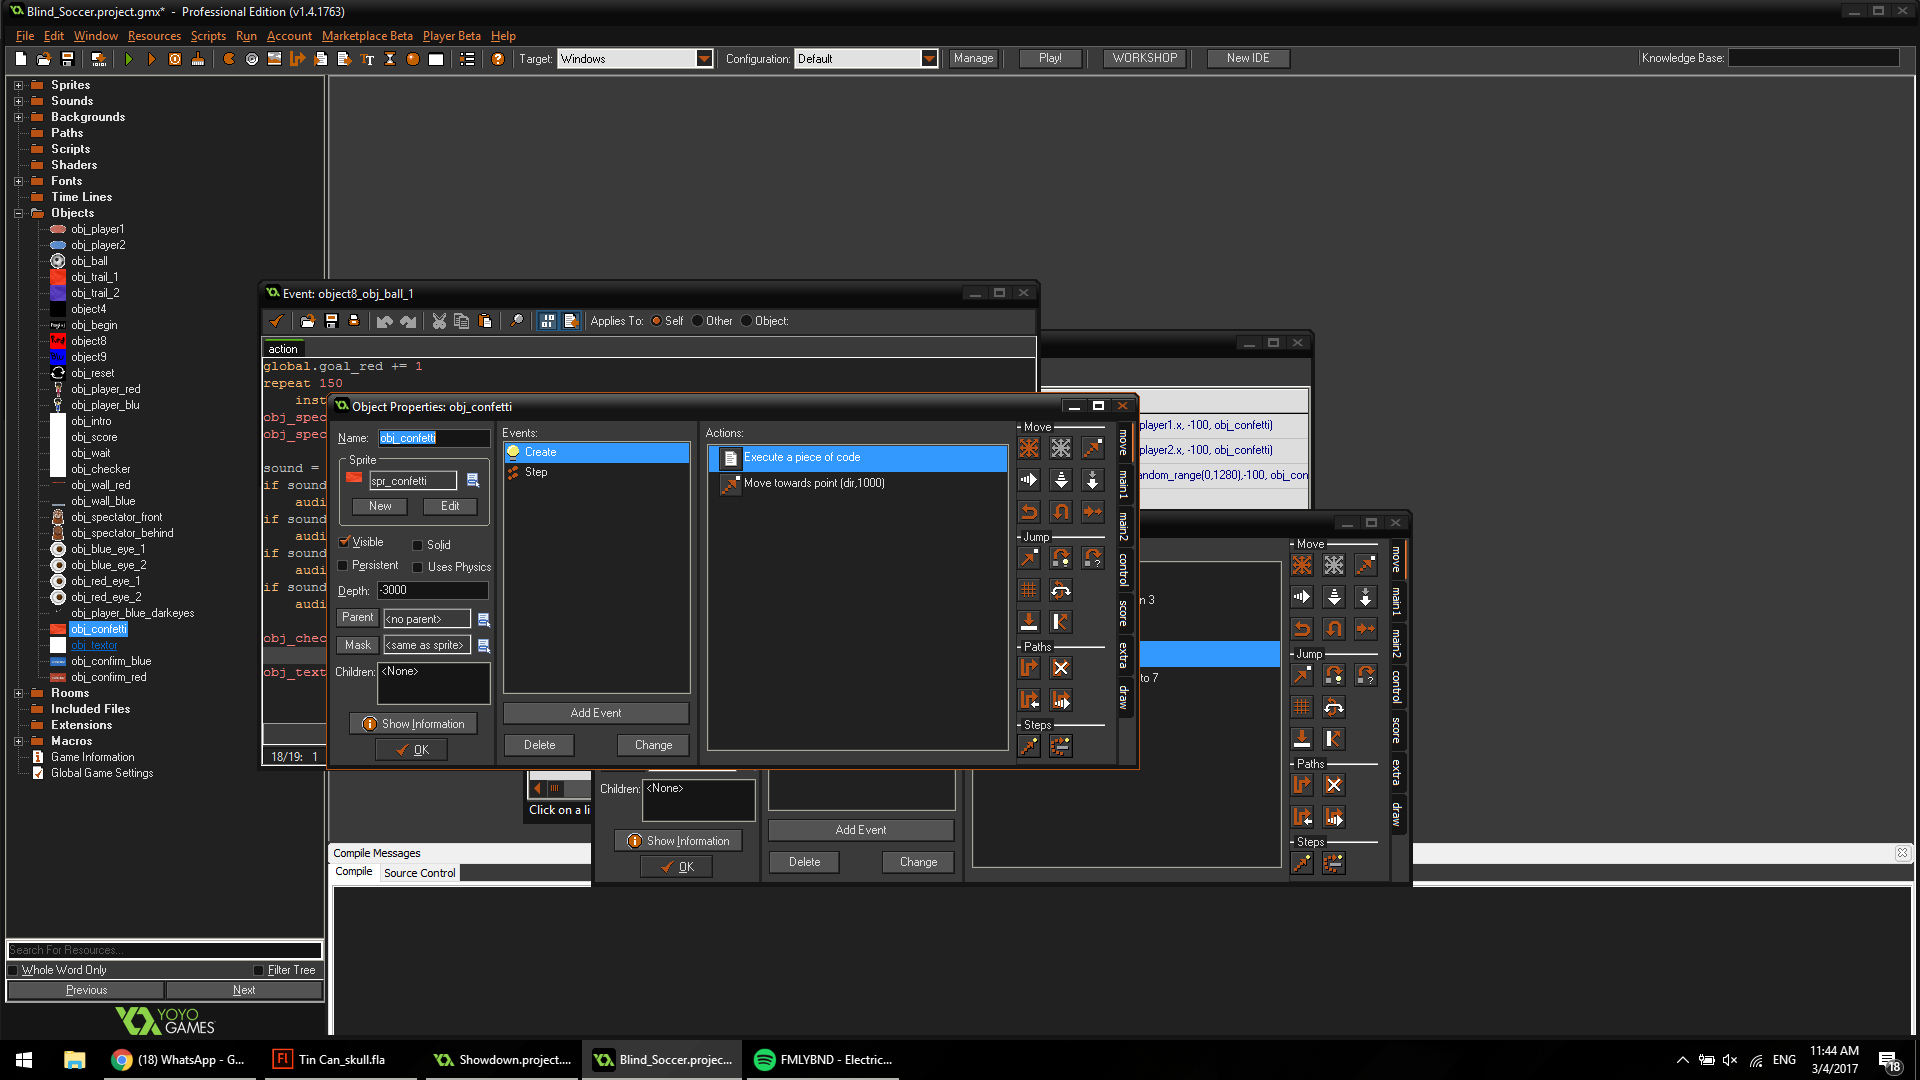 Blind_Soccer.project.gmx*  -  Professional Edition (v1.4.1763)
File Edit Window Resources Scripts Run Account Marketplace Beta Player Beta Help
Target: Windows Configuration: Default Manage Play! WORKSHOP New IDE Knowledge Base:
Sprites
Sounds
Backgrounds
Paths
Scripts
Shaders
Fonts
Time Lines
Objects
obj_player1
obj_player2
obj_ball
obj_trail_1
obj_trail_2
object4
obj_begin
object8
object9
obj_reset
obj_player_red
obj_player_blu
obj_intro
obj_score
obj_wait
obj_checker
obj_wall_red
obj_wall_blue
obj_spectator_front
obj_spectator_behind
obj_blue_eye_1
obj_blue_eye_2
obj_red_eye_1
obj_red_eye_2
obj_player_blue_darkeyes
obj_confetti
obj_textor
obj_confirm_blue
obj_confirm_red
Rooms
Included Files
Extensions
Macros
Game Information
Global Game Settings
Search For Resources...
Whole Word Only Filter Tree
Previous Next
YOYO
GAMES
Event: object8_obj_ball_1
Applies To: Self Other Object:
action
global.goal_red += 1
repeat 150
inst
obj_spec
obj_spec
sound =
if sound
audi
if sound
audi
if sound
audi
if sound
audi
obj_chec
obj_text
18/19: 1
Object Properties: obj_confetti
Name: obj_confetti
Sprite
spr_confetti
New Edit
Visible Solid
Persistent Uses Physics
Depth: -3000
Parent <no parent>
Mask <same as sprite>
Children: <None>
Show Information
OK
Events:
Create
Step
Add Event
Delete Change
Actions:
Execute a piece of code
Move towards point (dir,1000)
Move
Jump
Paths
Steps
move
main1
main2
control
score
extra
draw
player1.x, -100, obj_confetti)
player2.x, -100, obj_confetti)
andom_range(0,1280),-100, obj_con
n 3
to 7
Click on a li
Children: <None>
Show Information
OK
Add Event
Delete Change
Move
Jump
Paths
Steps
move
main1
main2
control
score
extra
draw
Compile Messages
Compile Source Control
(18) WhatsApp - G...
Fl Tin Can_skull.fla
Showdown.project....
Blind_Soccer.projec...
FMLYBND - Electric...
ENG
11:44 AM
3/4/2017
18